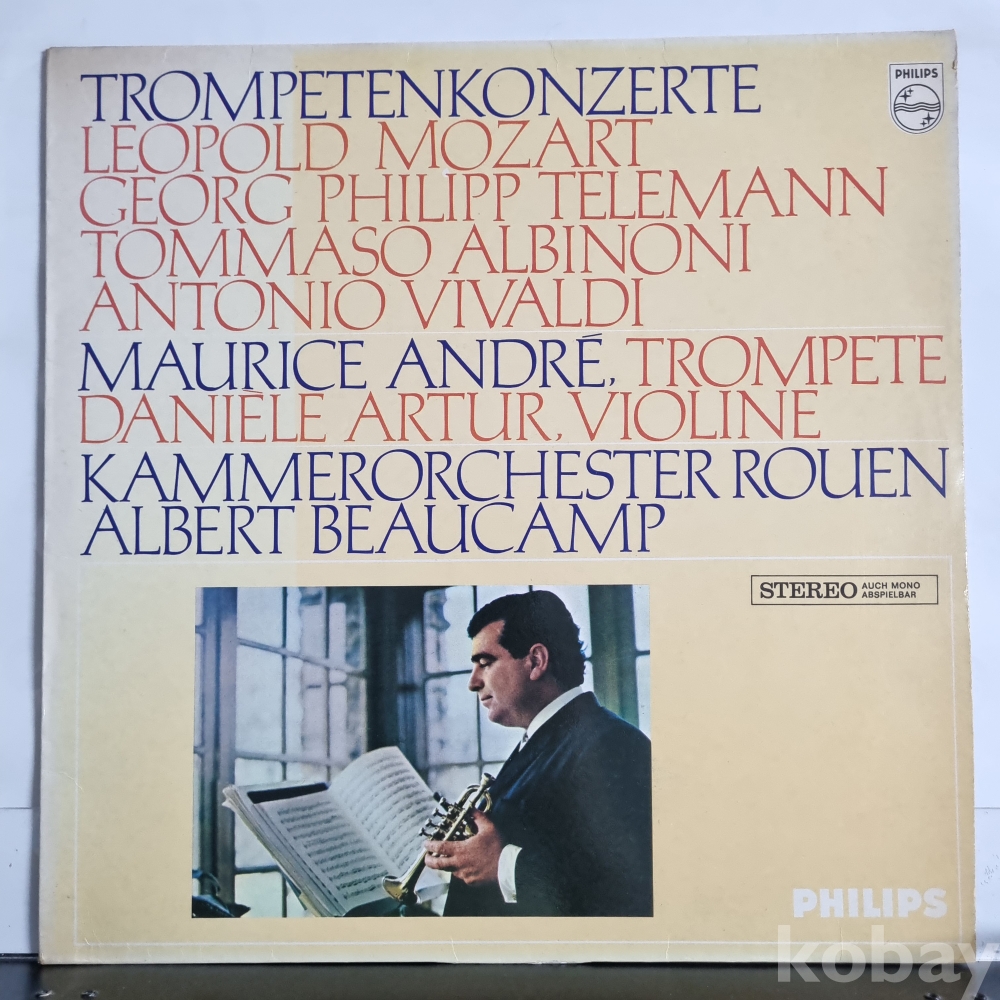 TROMPETENKONZERTE
PHILIPS
LEOPOLD MOZART
GEORG PHILIPP TELEMANN
TOMMASO ALBINONI
ANTONIO VIVALDI
MAURICE ANDRÉ, TROMPETE
DANIÈLE ARTUR, VIOLINE
KAMMERORCHESTER ROUEN
ALBERT BEAUCAMP
STEREO AUCH MONO
ABSPIELBAR
PHILIPS
kobay